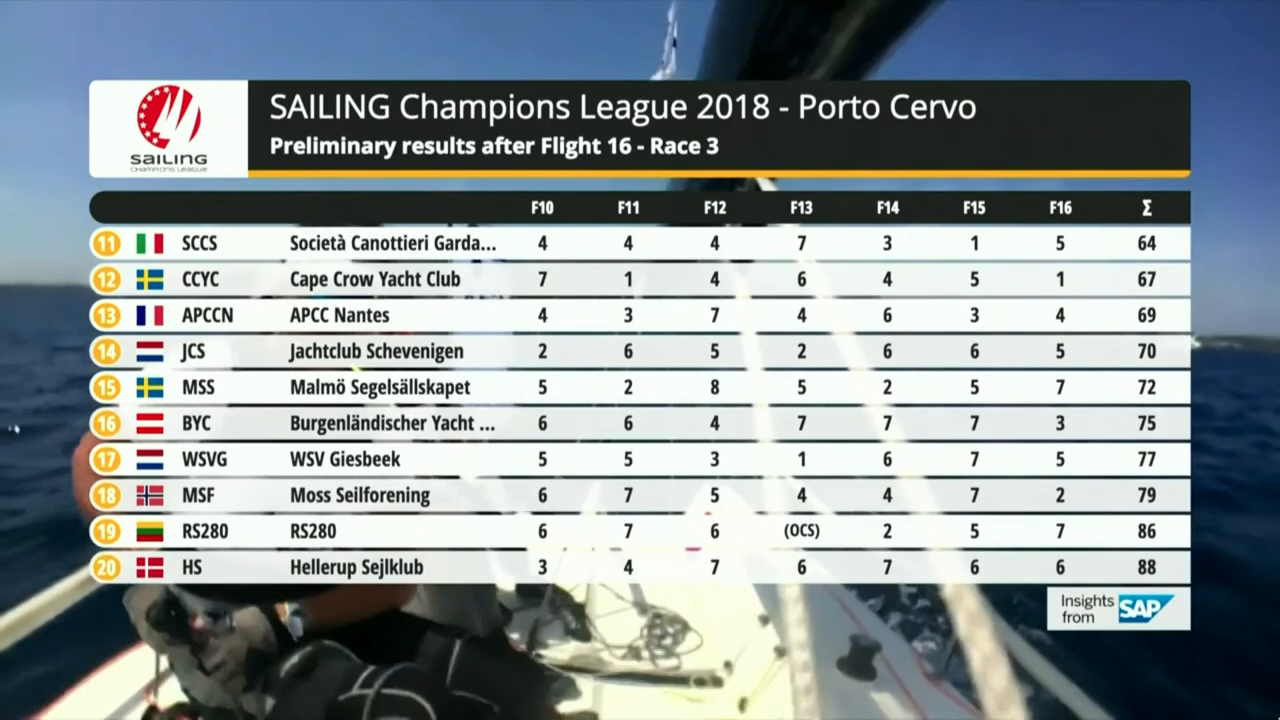 SAILING Champions League 2018 - Porto Cervo
Preliminary results after Flight 16 - Race 3
SAILING
CHAMPIONS LEAGUE
F10 F11 F12 F13 F14 F15 F16 Σ
11 SCCS Società Canottieri Garda... 4 4 4 7 3 1 5 64
12 CCYC Cape Crow Yacht Club 7 1 4 6 4 5 1 67
13 APCCN APCC Nantes 4 3 7 4 6 3 4 69
14 JCS Jachtclub Schevenigen 2 6 5 2 6 6 5 70
15 MSS Malmö Segelsällskapet 5 2 8 5 2 5 7 72
16 BYC Burgenländischer Yacht ... 6 6 4 7 7 7 3 75
17 WSVG WSV Giesbeek 5 5 3 1 6 7 5 77
18 MSF Moss Seilforening 6 7 5 4 4 7 2 79
19 RS280 RS280 6 7 6 (OCS) 2 5 7 86
20 HS Hellerup Sejlklub 3 4 7 6 7 6 6 88
Insights
from SAP